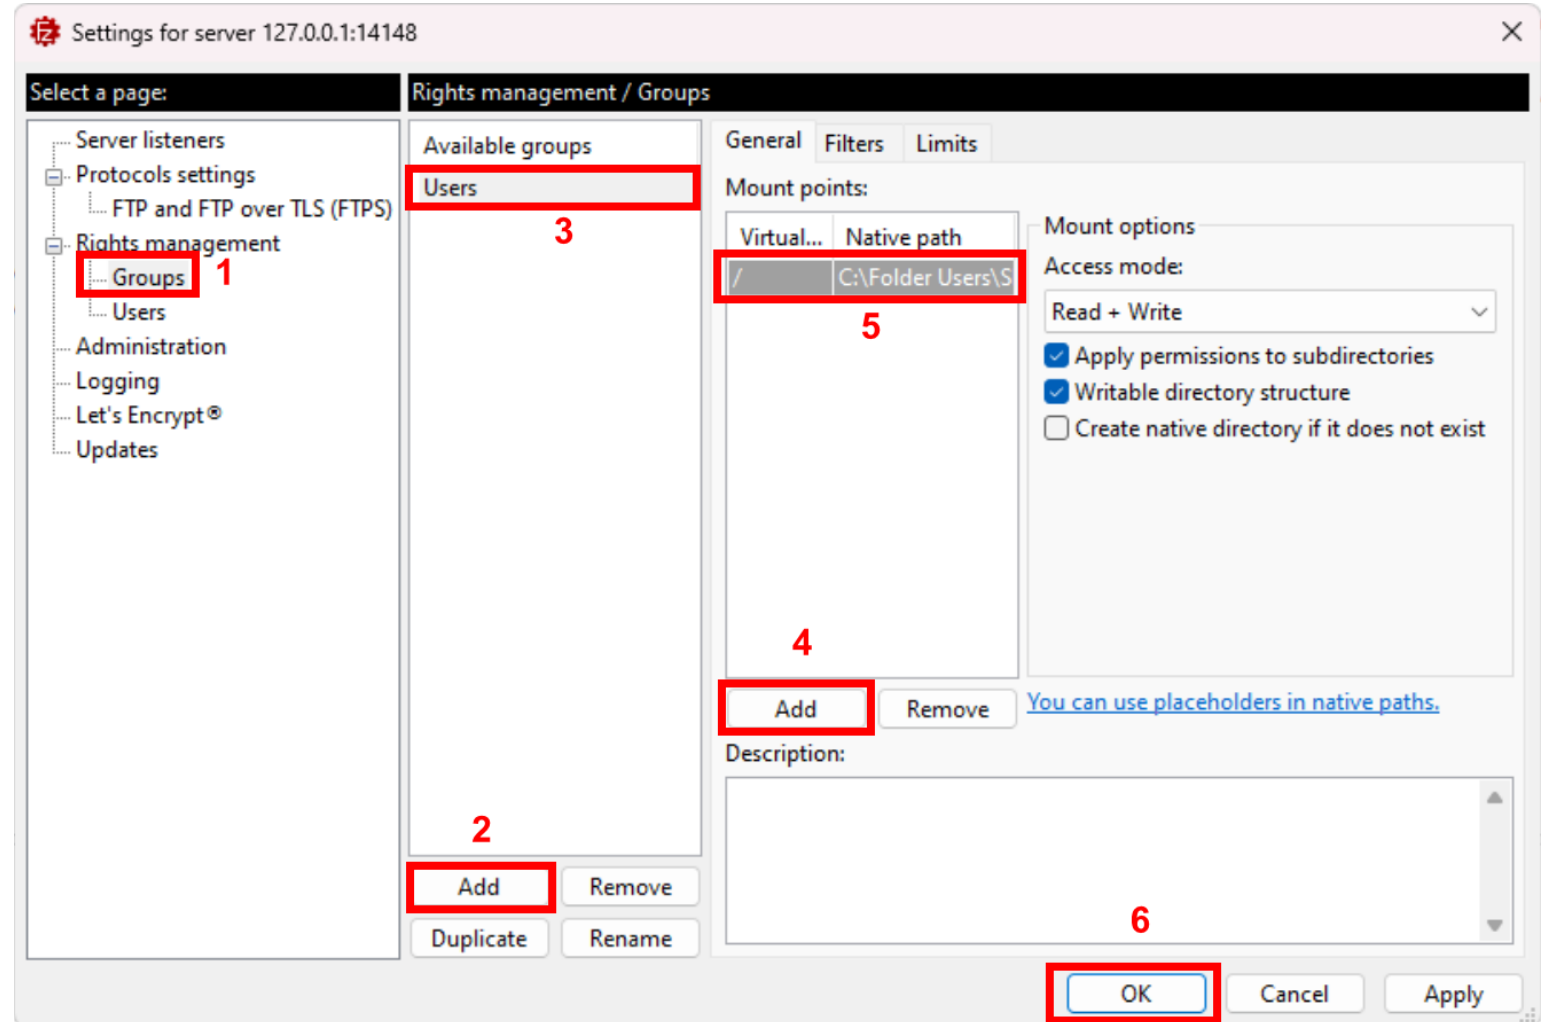 Settings for server 127.0.0.1:14148
Select a page:
Server listeners
Protocols settings
FTP and FTP over TLS (FTPS)
Rights management
Groups
1
Users
Administration
Logging
Let's Encrypt®
Updates
Rights management / Groups
Available groups
Users
3
2
Add
Remove
Duplicate
Rename
General
Filters
Limits
Mount points:
Virtual... Native path
/ C:\Folder Users\S
5
4
Add
Remove
Mount options
Access mode:
Read + Write
Apply permissions to subdirectories
Writable directory structure
Create native directory if it does not exist
You can use placeholders in native paths.
Description:
6
OK
Cancel
Apply